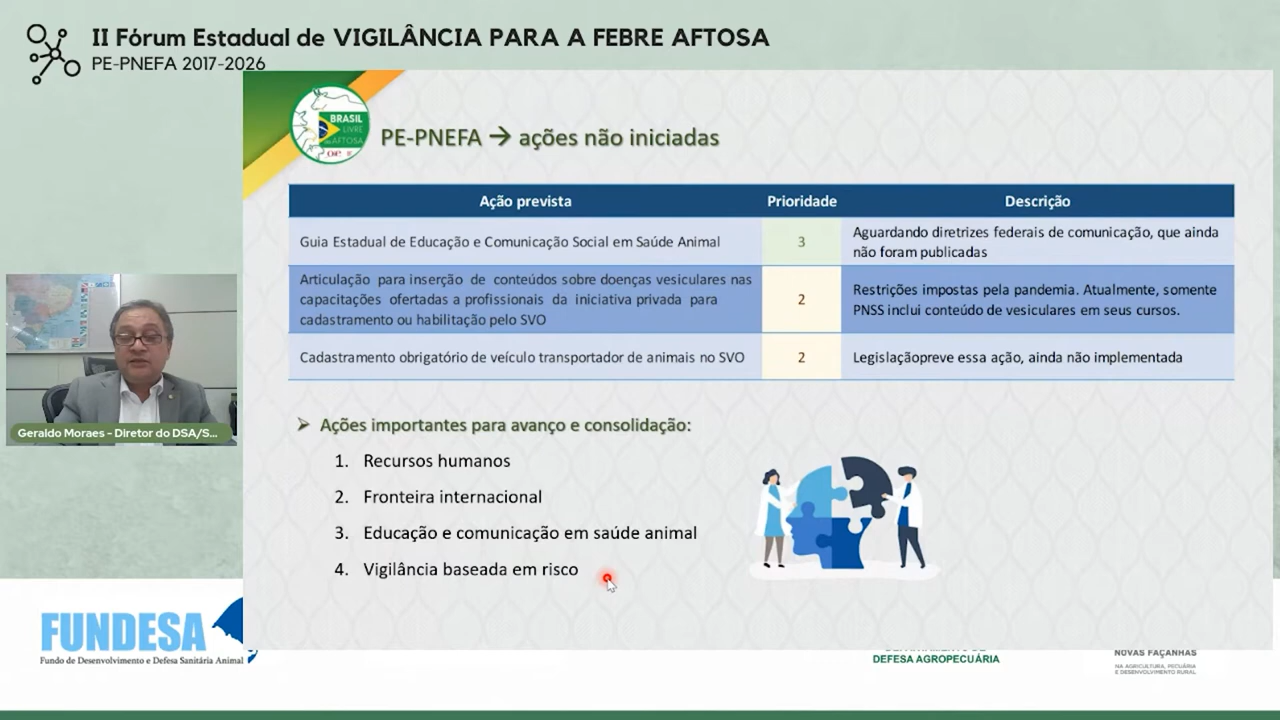 II Fórum Estadual de VIGILÂNCIA PARA A FEBRE AFTOSA
PE-PNEFA 2017-2026
BRASIL
LIVRE
AFTOSA
PE-PNEFA → ações não iniciadas
Ação prevista
Prioridade
Descrição
Guia Estadual de Educação e Comunicação Social em Saúde Animal
3
Aguardando diretrizes federais de comunicação, que ainda
não foram publicadas
Articulação para inserção de conteúdos sobre doenças vesiculares nas
capacitações ofertadas a profissionais da iniciativa privada para
cadastramento ou habilitação pelo SVO
2
Restrições impostas pela pandemia. Atualmente, somente
PNSS inclui conteúdo de vesiculares em seus cursos.
Cadastramento obrigatório de veículo transportador de animais no SVO
2
Legislaçãopreve essa ação, ainda não implementada
➢ Ações importantes para avanço e consolidação:
1. Recursos humanos
2. Fronteira internacional
3. Educação e comunicação em saúde animal
4. Vigilância baseada em risco
Geraldo Moraes - Diretor do DSA/S...
FUNDESA
Fundo de Desenvolvimento e Defesa Sanitária Animal
DEFESA AGROPECUÁRIA
NOVAS FAÇANHAS
NA AGRICULTURA, PECUÁRIA
E DESENVOLVIMENTO RURAL